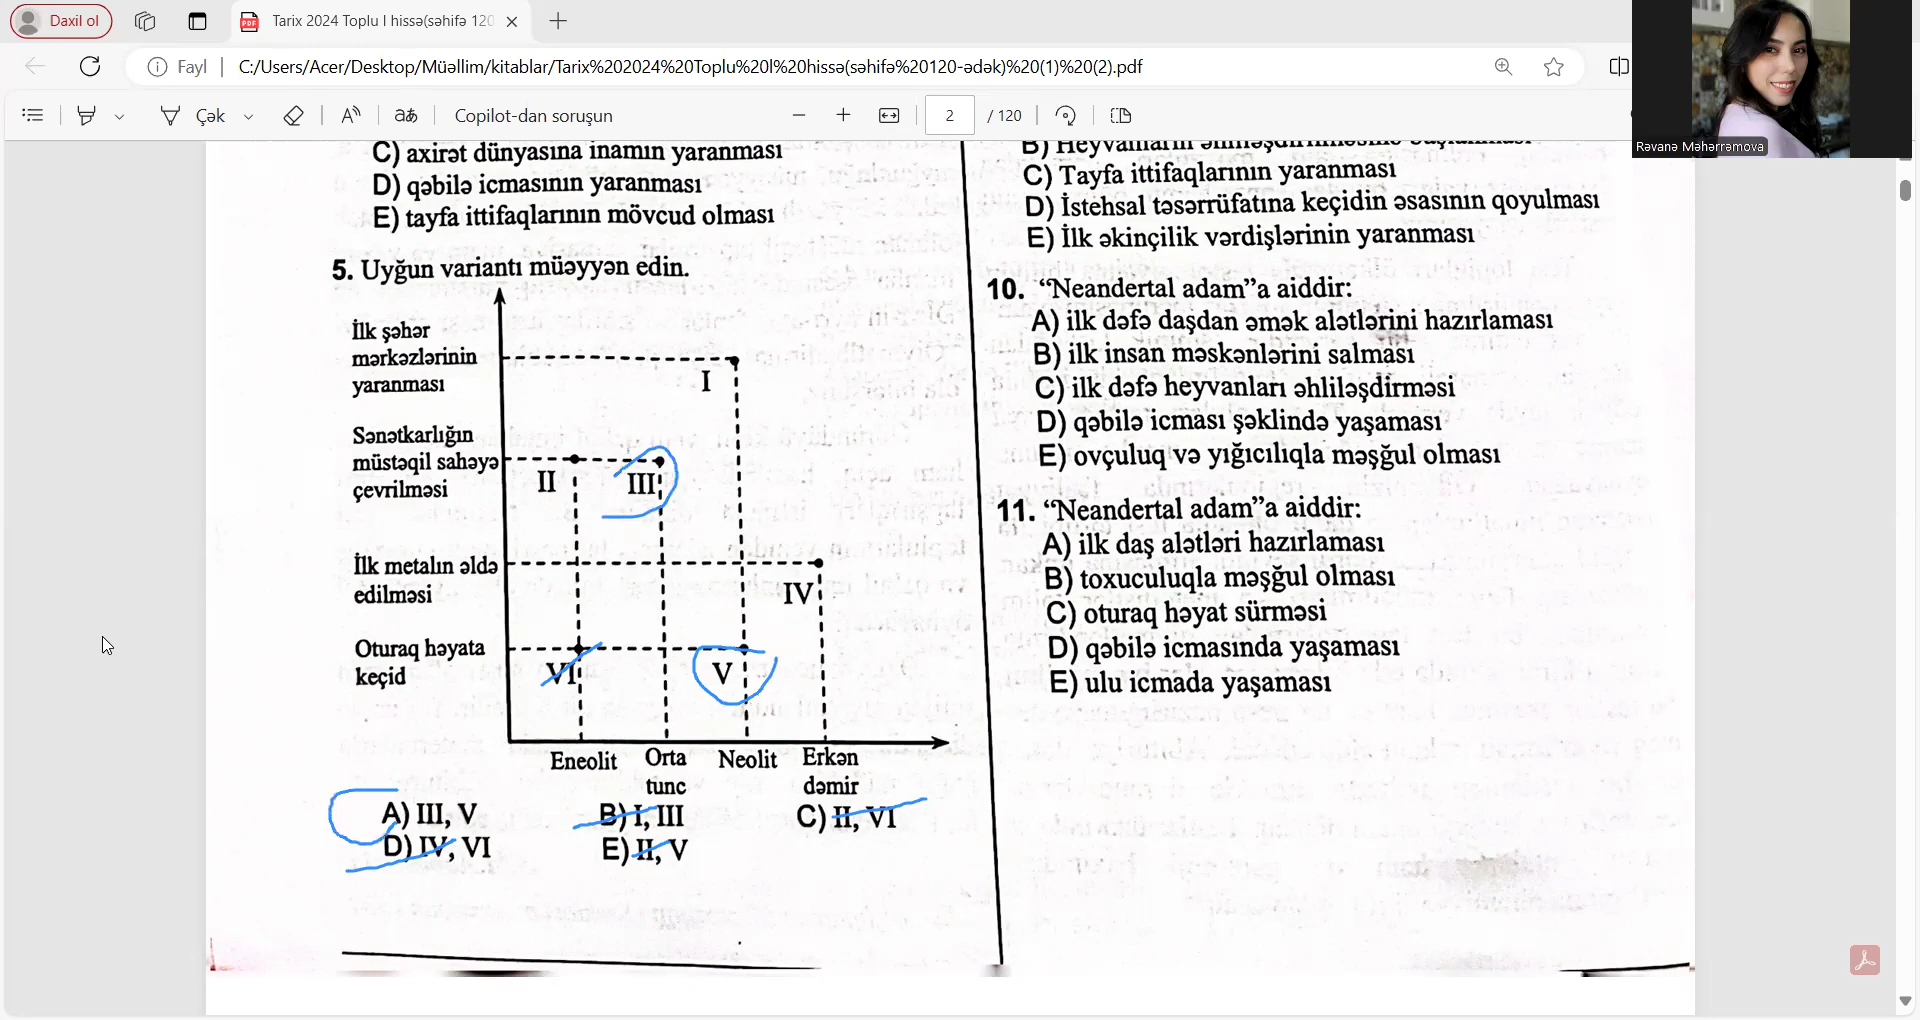 Daxil ol
Tarix 2024 Toplu I hissə(səhifə 120
Fayl
C:/Users/Acer/Desktop/Müəllim/kitablar/Tarix%202024%20Toplu%20I%20hissə(səhifə%20120-ədək)%20(1)%20(2).pdf
Çək
Copilot-dan soruşun
2 / 120
Rəvanə Məhərrəmova
C) axirət dünyasına inamın yaranması
D) qəbilə icmasının yaranması
E) tayfa ittifaqlarının mövcud olması
5. Uyğun variantı müəyyən edin.
İlk şəhər
mərkəzlərinin
yaranması
I
Sənətkarlığın
müstəqil sahəyə
çevrilməsi
II
III
İlk metalın əldə
edilməsi
IV
Oturaq həyata
keçid
VI
V
Eneolit
Orta
tunc
Neolit
Erkən
dəmir
A) III, V
B) I, III
C) II, VI
D) IV, VI
E) II, V
B) Heyvanların əhliləşdirilməsinə başlanılması
C) Tayfa ittifaqlarının yaranması
D) İstehsal təsərrüfatına keçidin əsasının qoyulması
E) İlk əkinçilik vərdişlərinin yaranması
10. “Neandertal adam”a aiddir:
A) ilk dəfə daşdan əmək alətlərini hazırlaması
B) ilk insan məskənlərini salması
C) ilk dəfə heyvanları əhliləşdirməsi
D) qəbilə icması şəklində yaşaması
E) ovçuluq və yığıcılıqla məşğul olması
11. “Neandertal adam”a aiddir:
A) ilk daş alətləri hazırlaması
B) toxuculuqla məşğul olması
C) oturaq həyat sürməsi
D) qəbilə icmasında yaşaması
E) ulu icmada yaşaması